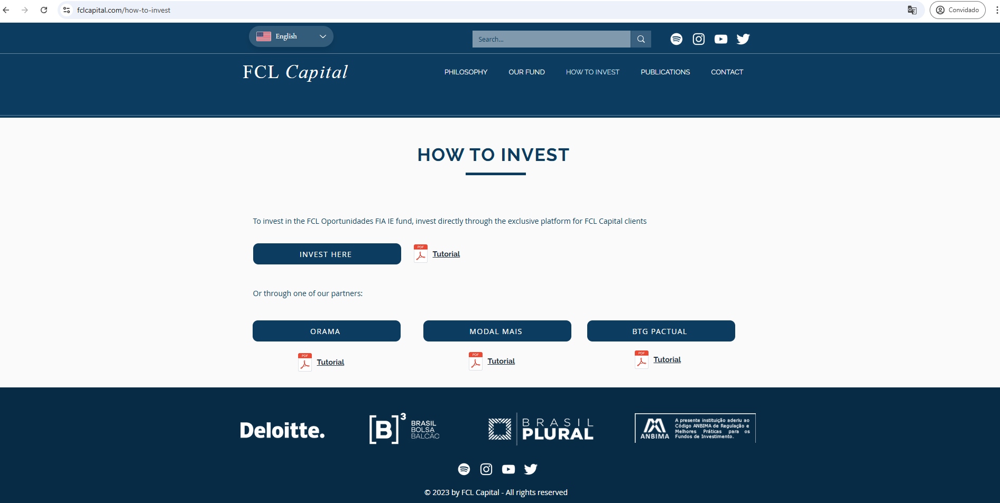 fclcapital.com/how-to-invest
Convidado
English
Search...
FCL Capital
PHILOSOPHY
OUR FUND
HOW TO INVEST
PUBLICATIONS
CONTACT
HOW TO INVEST
To invest in the FCL Oportunidades FIA IE fund, invest directly through the exclusive platform for FCL Capital clients
INVEST HERE
PDF
Tutorial
Or through one of our partners:
ORAMA
MODAL MAIS
BTG PACTUAL
PDF
Tutorial
PDF
Tutorial
PDF
Tutorial
Deloitte.
[B]3
BRASIL
BOLSA
BALCÃO
BRASIL
PLURAL
ANBIMA
A presente instituição aderiu ao
Código ANBIMA de Regulação e
Melhores Práticas para os
Fundos de Investimento.
© 2023 by FCL Capital - All rights reserved